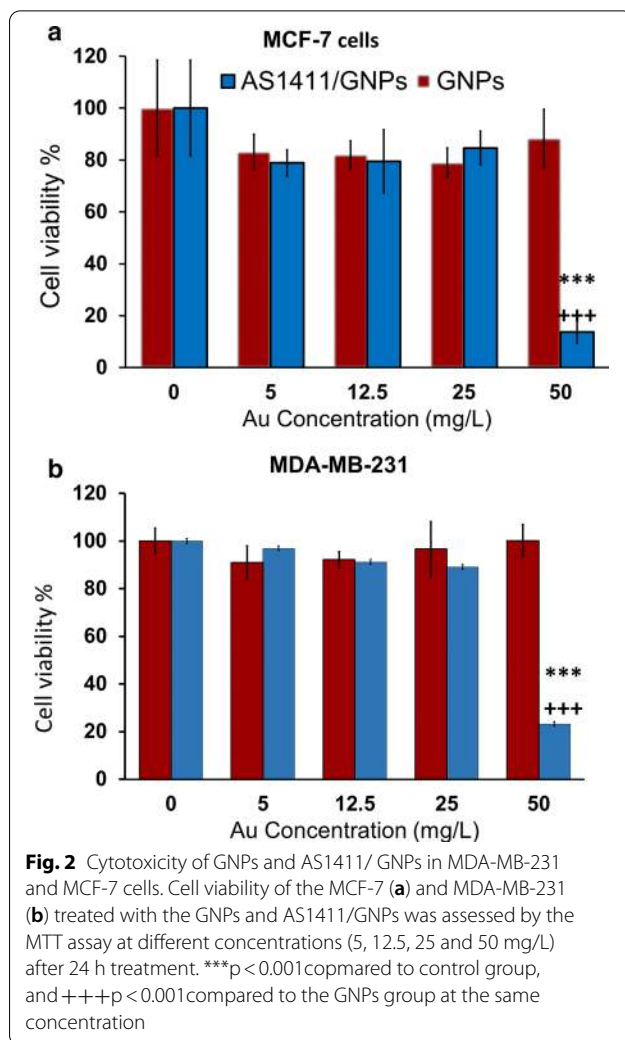 a
MCF-7 cells
AS1411/GNPs GNPs
120
100
80
60
40
20
0
Cell viability %
***
+++
0 5 12.5 25 50
Au Concentration (mg/L)
b
MDA-MB-231
120
100
80
60
40
20
0
Cell viability %
***
+++
0 5 12.5 25 50
Au Concentration (mg/L)
Fig. 2 Cytotoxicity of GNPs and AS1411/ GNPs in MDA-MB-231
and MCF-7 cells. Cell viability of the MCF-7 (a) and MDA-MB-231
(b) treated with the GNPs and AS1411/GNPs was assessed by the
MTT assay at different concentrations (5, 12.5, 25 and 50 mg/L)
after 24 h treatment. ***p < 0.001copmared to control group,
and +++p < 0.001compared to the GNPs group at the same
concentration